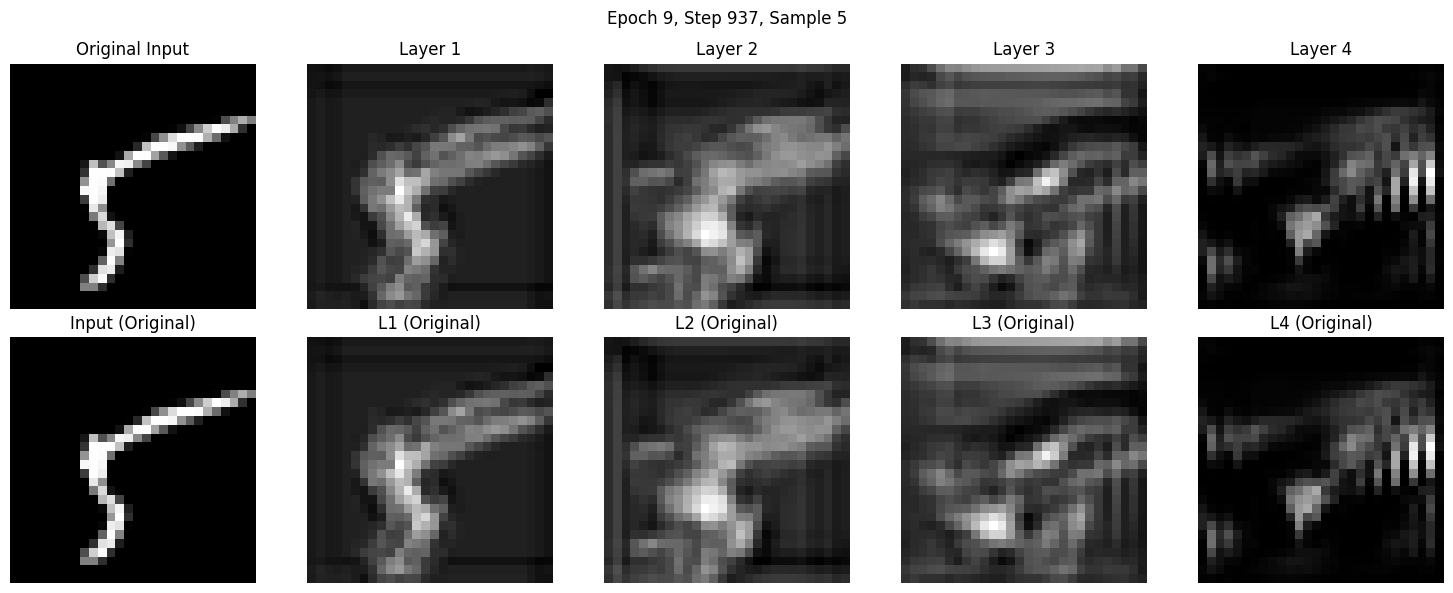 Epoch 9, Step 937, Sample 5
Original Input Layer 1 Layer 2 Layer 3 Layer 4
Input (Original) L1 (Original) L2 (Original) L3 (Original) L4 (Original)